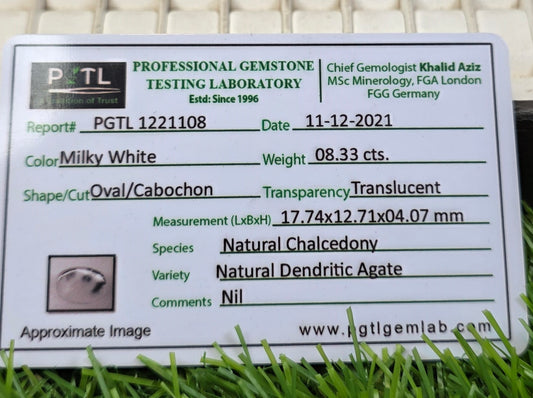 PGTL
A Tradition of Trust
PROFESSIONAL GEMSTONE
TESTING LABORATORY
Estd: Since 1996
Chief Gemologist Khalid Aziz
MSc Minerology, FGA London
FGG Germany
Report# PGTL 1221108 Date 11-12-2021
Color Milky White Weight 08.33 cts.
Shape/Cut Oval/Cabochon Transparency Translucent
Measurement (LxBxH) 17.74x12.71x04.07 mm
Species Natural Chalcedony
Variety Natural Dendritic Agate
Comments Nil
Approximate Image
www.pgtlgemlab.com